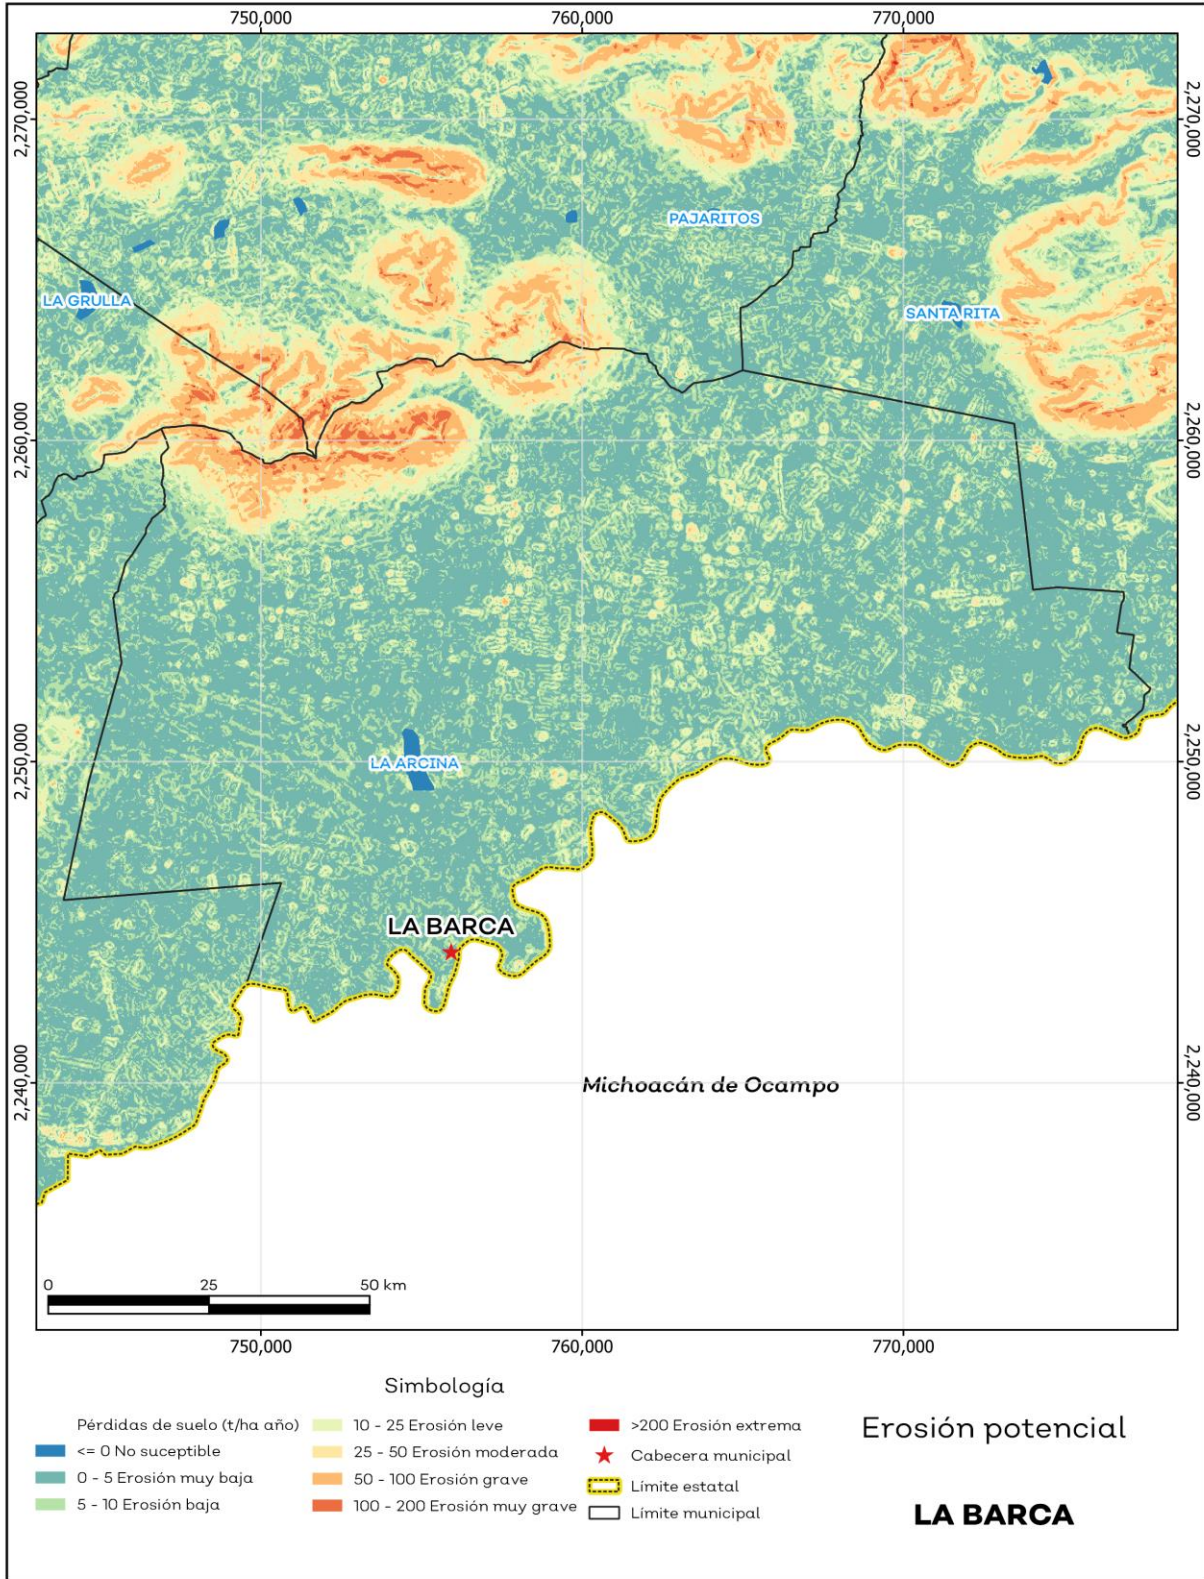 750,000
760,000
770,000
2,270,000
2,270,000
PAJARITOS
LA GRULLA
SANTA RITA
2,260,000
2,260,000
2,250,000
LA ARCINA
2,250,000
LA BARCA
2,240,000
Michoacán de Ocampo
2,240,000
0 25 50 km
750,000
760,000
770,000
Simbología
Pérdidas de suelo (t/ha año)
<= 0 No suceptible
0 - 5 Erosión muy baja
5 - 10 Erosión baja
10 - 25 Erosión leve
25 - 50 Erosión moderada
50 - 100 Erosión grave
100 - 200 Erosión muy grave
>200 Erosión extrema
Cabecera municipal
Límite estatal
Límite municipal
Erosión potencial
LA BARCA